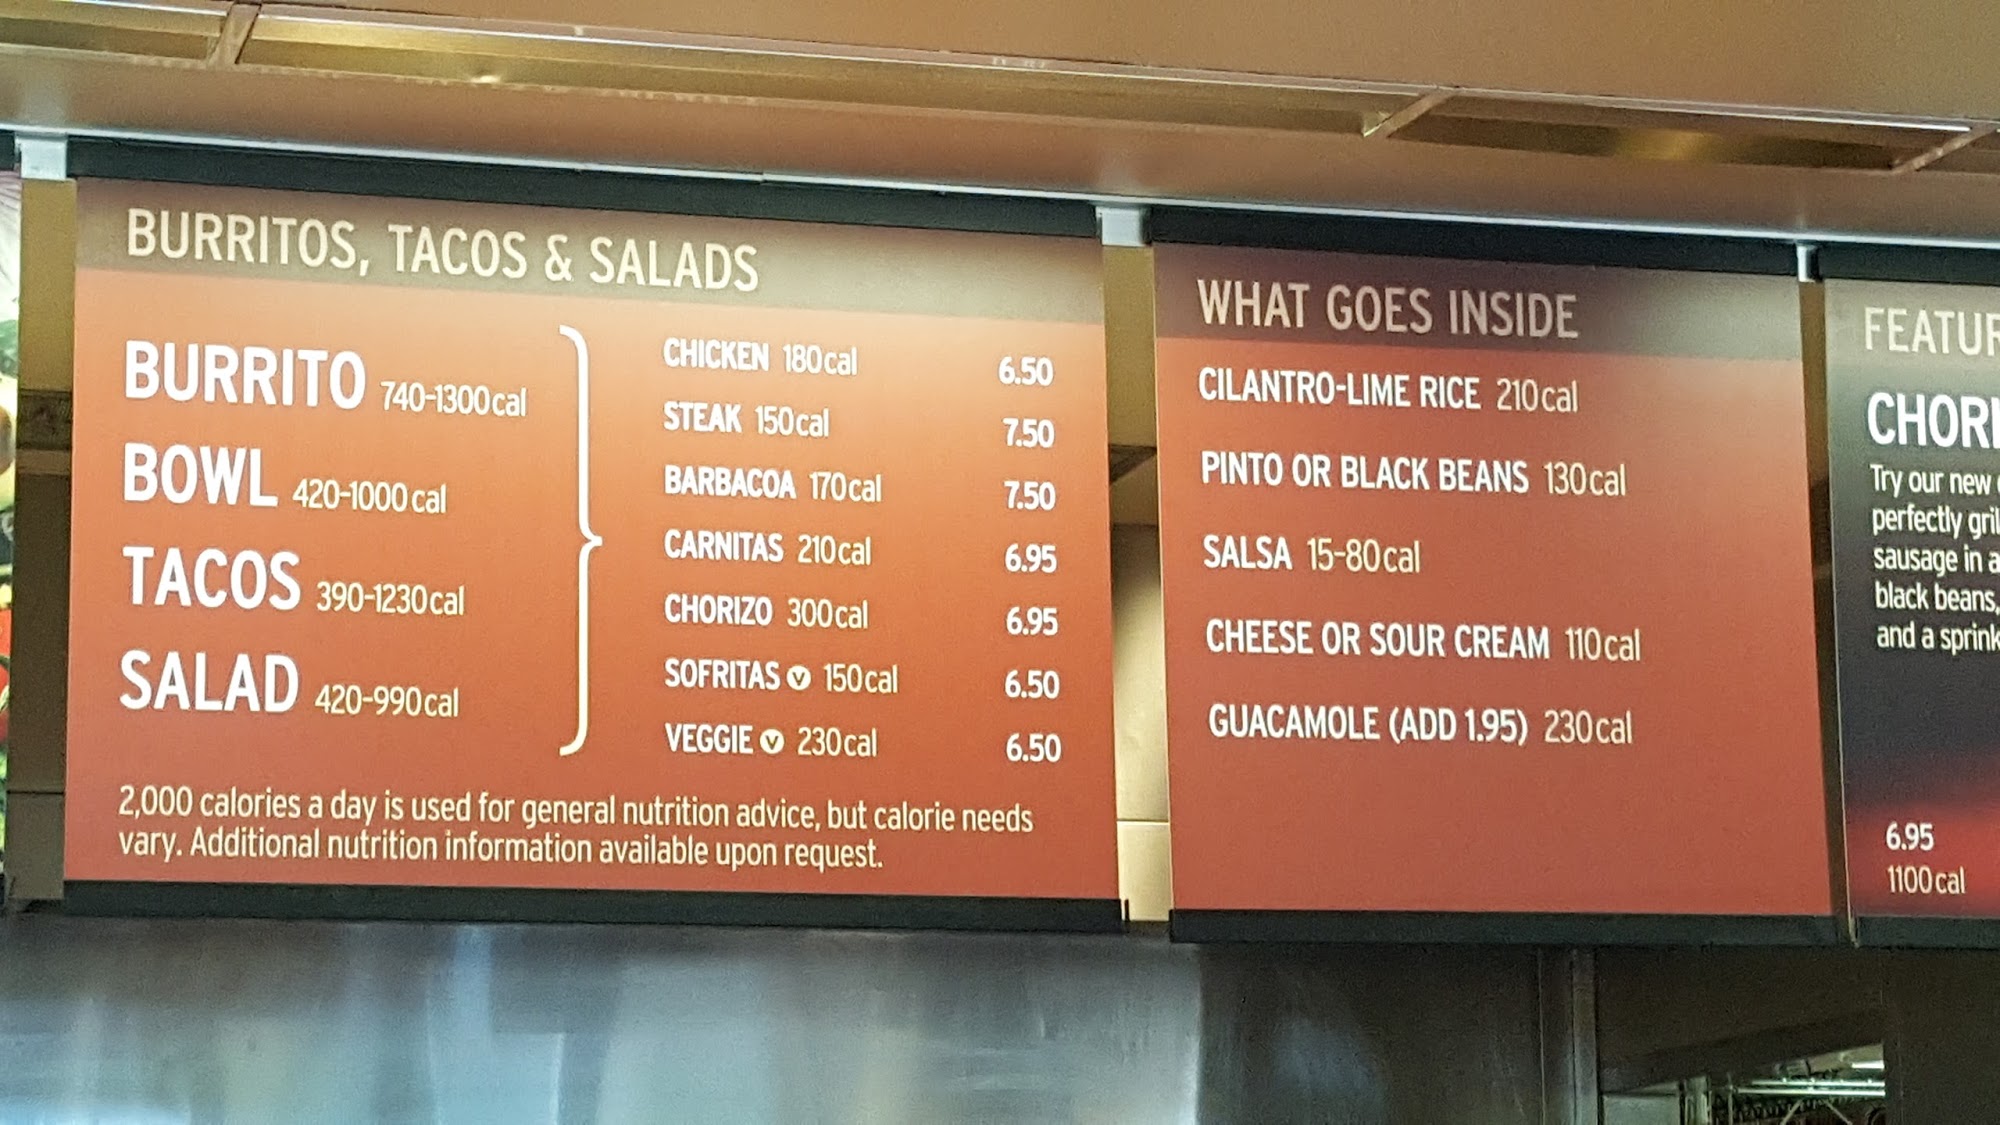 BURRITOS, TACOS & SALADS
BURRITO 740-1300cal
BOWL 420-1000cal
TACOS 390-1230cal
SALAD 420-990cal
CHICKEN 180cal 6.50
STEAK 150cal 7.50
BARBACOA 170cal 7.50
CARNITAS 210cal 6.95
CHORIZO 300cal 6.95
SOFRITAS V 150cal 6.50
VEGGIE V 230cal 6.50
2,000 calories a day is used for general nutrition advice, but calorie needs
vary. Additional nutrition information available upon request.
WHAT GOES INSIDE
CILANTRO-LIME RICE 210cal
PINTO OR BLACK BEANS 130cal
SALSA 15-80cal
CHEESE OR SOUR CREAM 110cal
GUACAMOLE (ADD 1.95) 230cal
FEATUR
CHORI
Try our new
perfectly gril
sausage in a
black beans,
and a sprink
6.95
1100cal